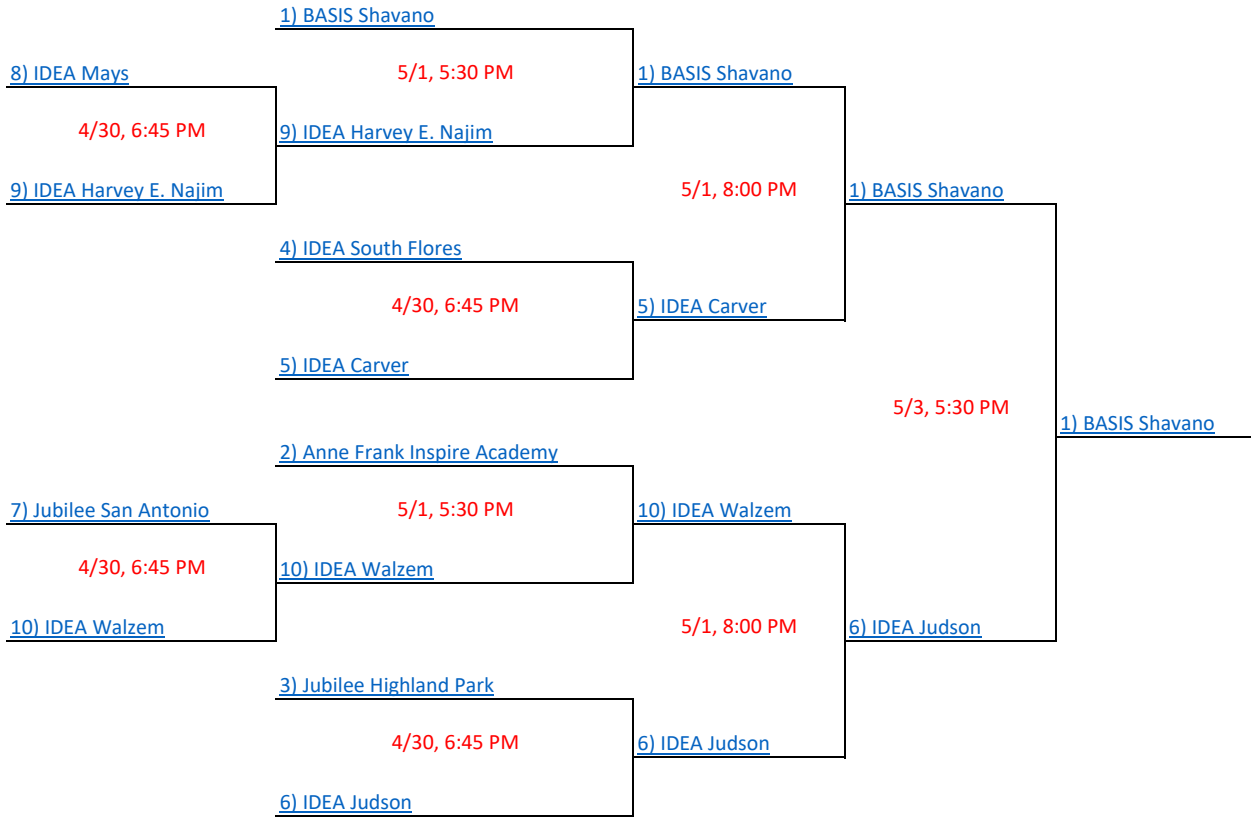 1) BASIS Shavano
8) IDEA Mays
5/1, 5:30 PM
1) BASIS Shavano
4/30, 6:45 PM
9) IDEA Harvey E. Najim
9) IDEA Harvey E. Najim
5/1, 8:00 PM
1) BASIS Shavano
4) IDEA South Flores
4/30, 6:45 PM
5) IDEA Carver
5) IDEA Carver
5/3, 5:30 PM
1) BASIS Shavano
2) Anne Frank Inspire Academy
7) Jubilee San Antonio
5/1, 5:30 PM
10) IDEA Walzem
4/30, 6:45 PM
10) IDEA Walzem
10) IDEA Walzem
5/1, 8:00 PM
6) IDEA Judson
3) Jubilee Highland Park
4/30, 6:45 PM
6) IDEA Judson
6) IDEA Judson